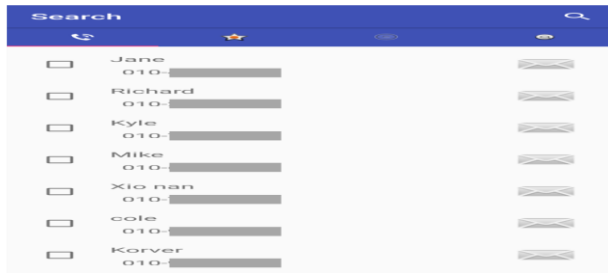 Search
Jane
010-
Richard
010-
Kyle
010-
Mike
010-
Xio nan
010-
cole
010-
Korver
010-